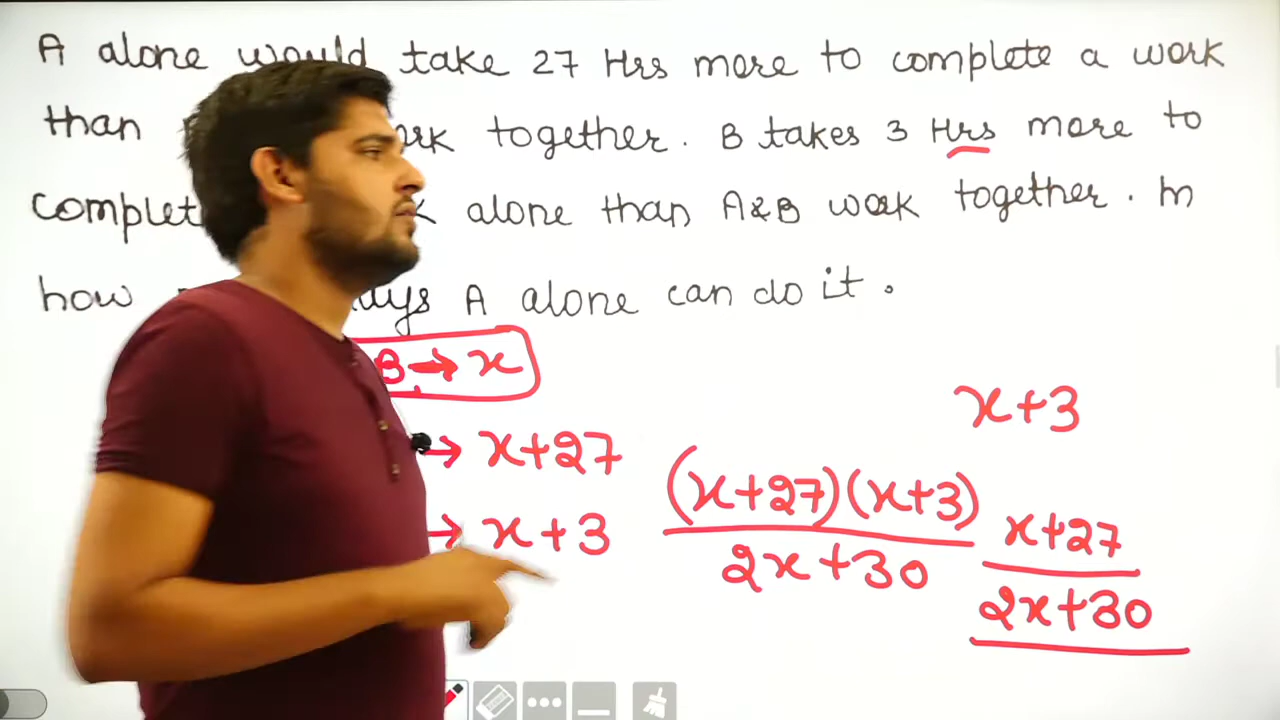 A alone would take 27 Hrs more to complete a work
than work together. B takes 3 Hrs more to
complet alone than A&B work together. In
how days A alone can do it.
B → x
→ x+27
→ x+3
x+3
(x+27)(x+3)
2x+30
x+27
2x+30